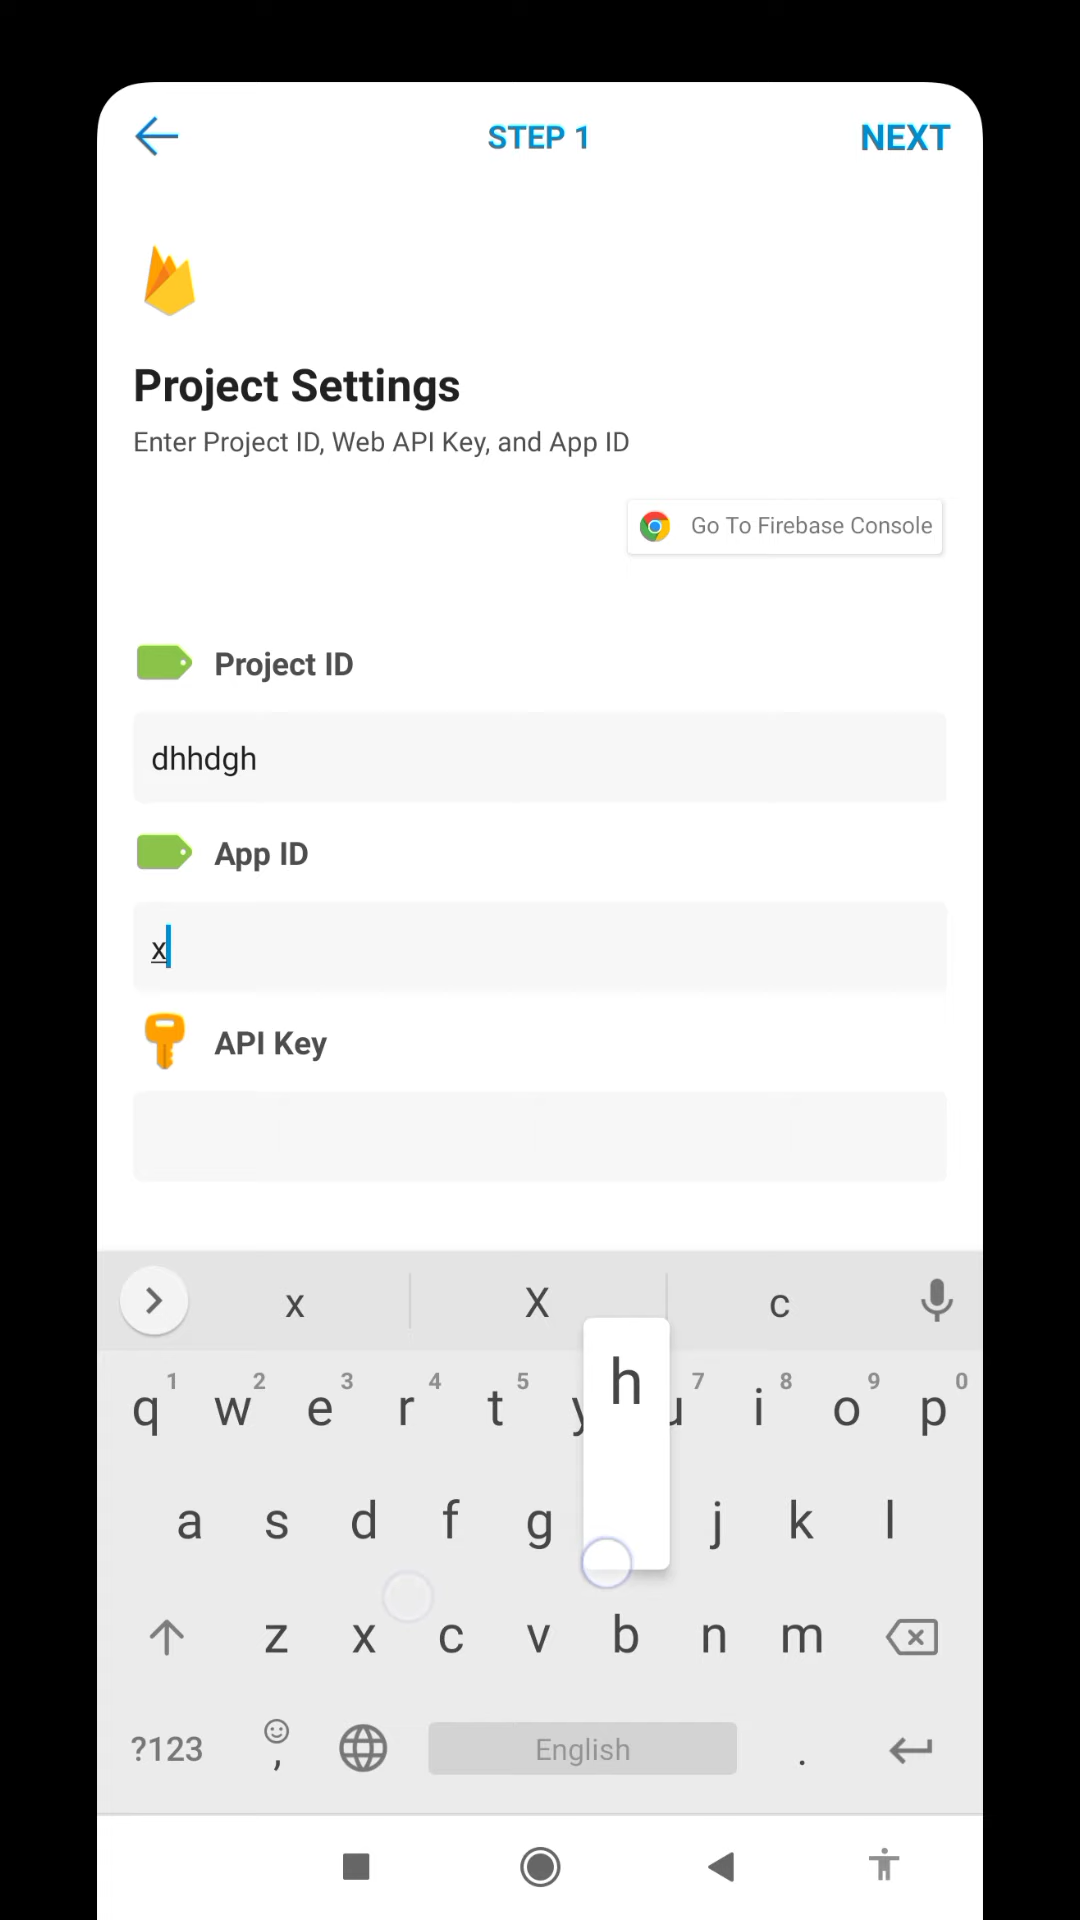 STEP 1 NEXT
Project Settings
Enter Project ID, Web API Key, and App ID
Go To Firebase Console
Project ID
dhhdgh
App ID
x
API Key
x X c
h
1 2 3 4 5 7 8 9 0
q w e r t y u i o p
a s d f g j k l
z x c v b n m
?123 , English .